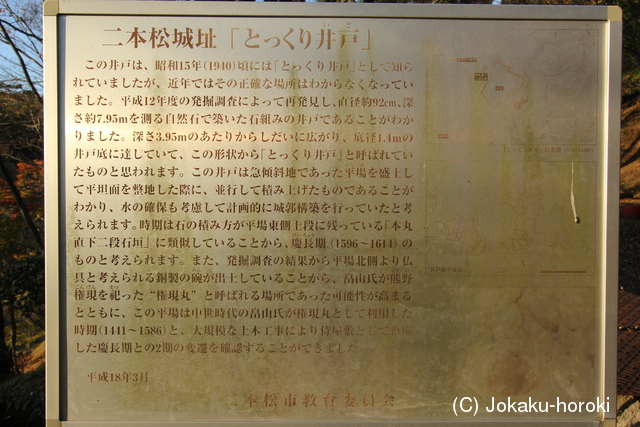 二本松城址「とっくり井戸」
この井戸は、昭和15年(1940)頃には「とっくり井戸」として知ら
れていましたが、近年ではその正確な場所はわからなくなってい
ました。平成12年度の発掘調査によって再発見し、直径約92cm、深
さ約7.95mを測る自然石で築いた石組みの井戸であることがわか
りました。深さ3.95mのあたりからしだいに広がり、底径1.4mの
井戸底に達していて、この形状から「とっくり井戸」と呼ばれてい
たものと思われます。この井戸は急傾斜地であった平場を盛土し
て平坦面を整地した際に、並行して積み上げたものであることが
わかり、水の確保も考慮して計画的に城郭構築を行っていたと考
えられます。時期は石の積み方が平場東側上段に残っている「本丸
直下二段石垣」に類似していることから、慶長期(1596~1614)の
ものと考えられます。また、発掘調査の結果から平場北側より仏
具と考えられる銅製の碗が出土していることから、畠山氏が熊野
権現を祀った“権現丸”と呼ばれる場所であった可能性が高まる
とともに、この平場は中世時代の畠山氏が権現丸として利用した
時期(1441~1586)と、大規模な土木工事により侍屋敷として
した慶長期との2期の変遷を確認することができました。
平成18年3月
二本松市教育委員会
(C) Jokaku-horoki